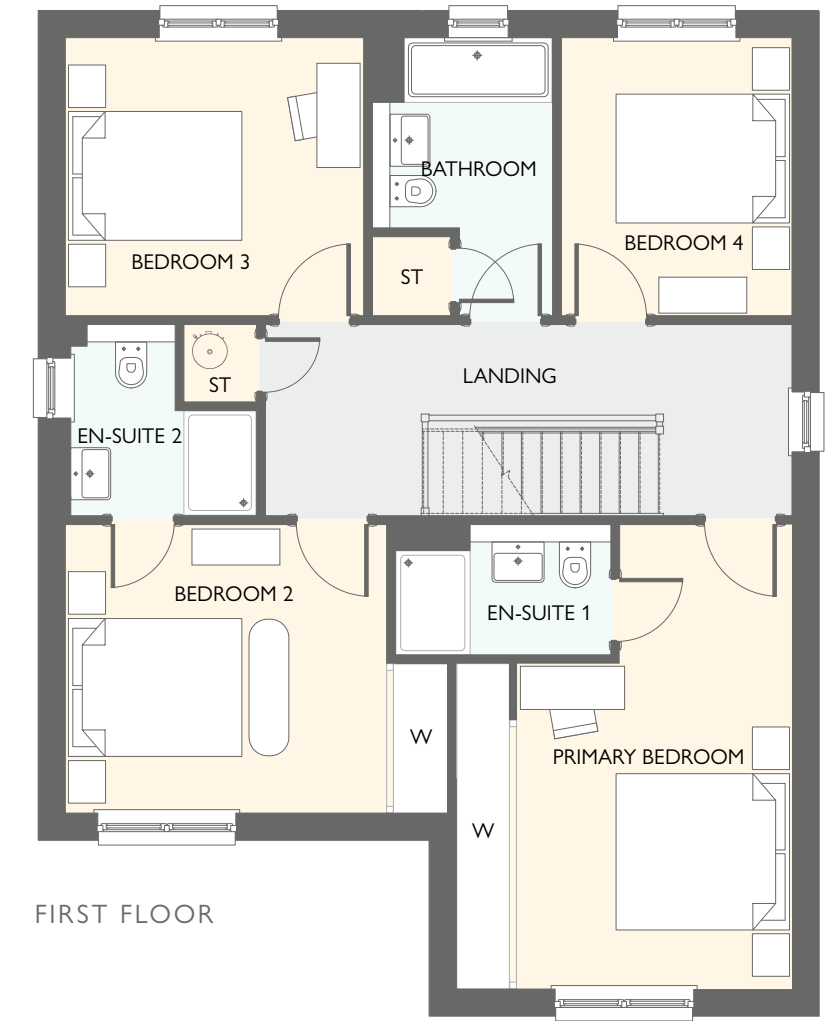 BATHROOM
BEDROOM 3
BEDROOM 4
ST
ST
LANDING
EN-SUITE 2
BEDROOM 2
EN-SUITE 1
W
PRIMARY BEDROOM
W
FIRST FLOOR